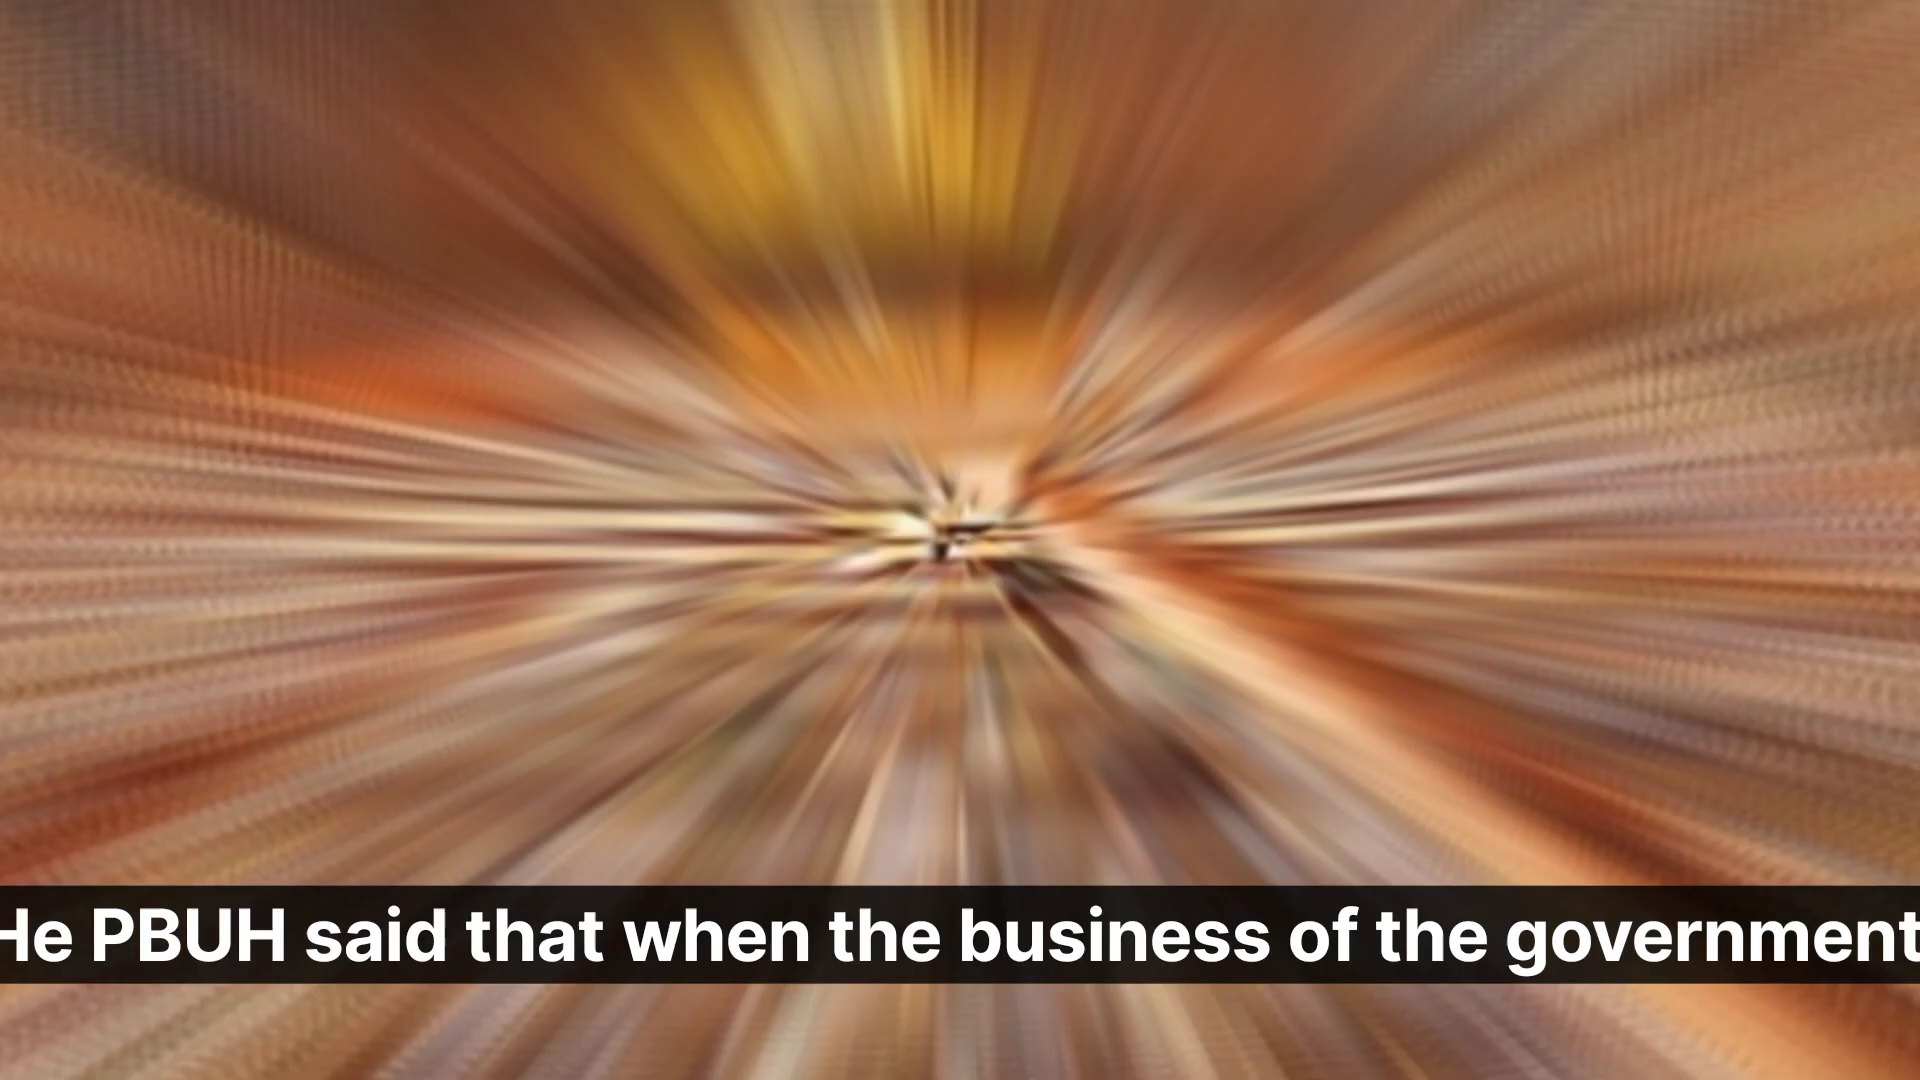 He PBUH said that when the business of the government